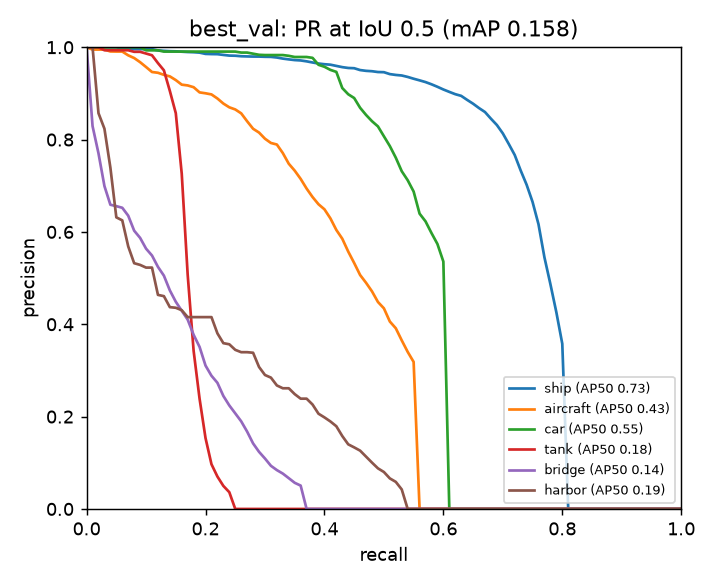 best_val: PR at IoU 0.5 (mAP 0.158)
precision
1.0
0.8
0.6
0.4
0.2
0.0
0.0 0.2 0.4 0.6 0.8 1.0
recall
ship (AP50 0.73)
aircraft (AP50 0.43)
car (AP50 0.55)
tank (AP50 0.18)
bridge (AP50 0.14)
harbor (AP50 0.19)